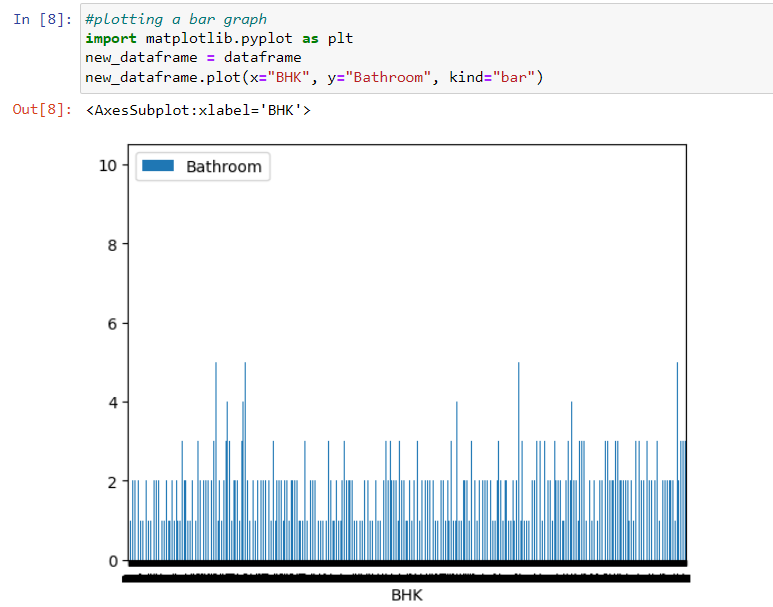 In [8]: #plotting a bar graph
import matplotlib.pyplot as plt
new_dataframe = dataframe
new_dataframe.plot(x="BHK", y="Bathroom", kind="bar")
Out[8]: <AxesSubplot:xlabel='BHK'>
10
Bathroom
8
6
4
2
0
BHK